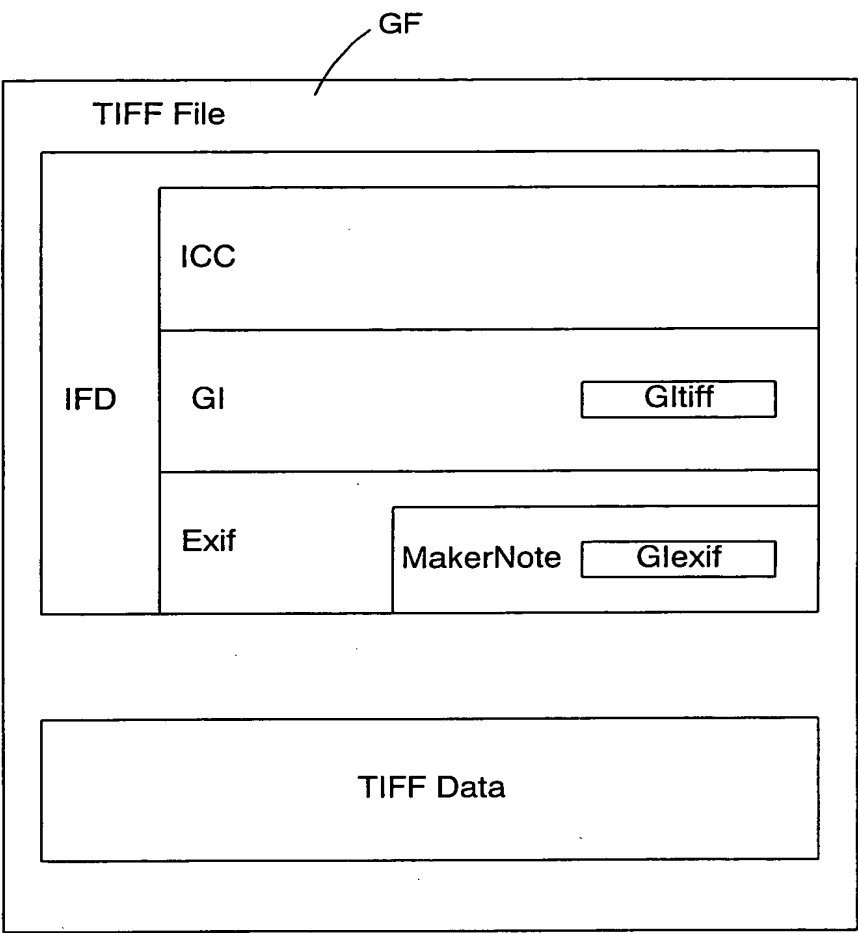 GF
TIFF File
ICC
IFD
GI
GItiff
Exif
MakerNote
GIexif
TIFF Data